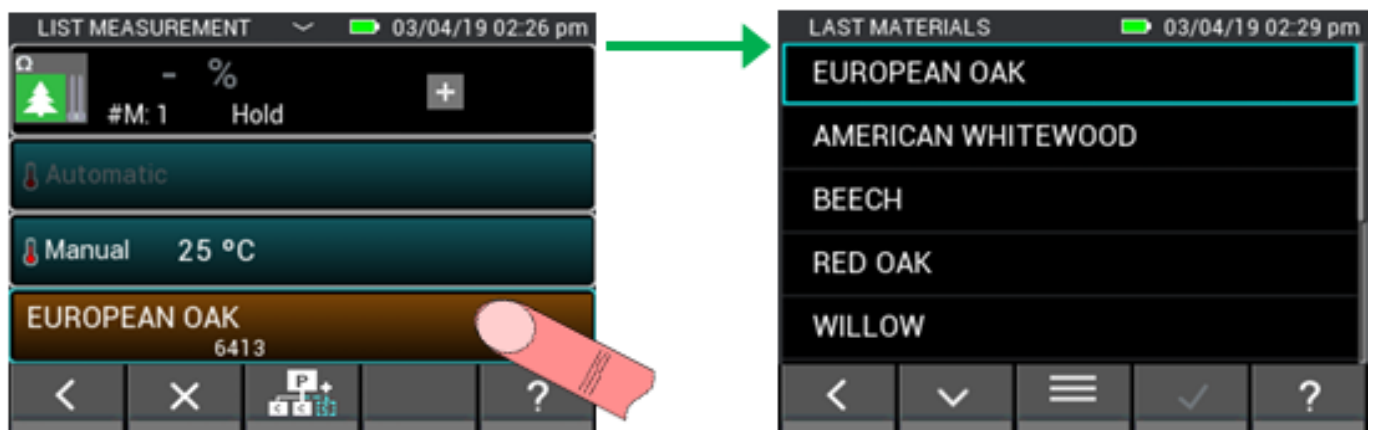 LIST MEASUREMENT 03/04/19 02:26 pm
Ω
- %
#M: 1 Hold
Automatic
Manual 25 °C
EUROPEAN OAK
6413
P
?
LAST MATERIALS 03/04/19 02:29 pm
EUROPEAN OAK
AMERICAN WHITEWOOD
BEECH
RED OAK
WILLOW
?